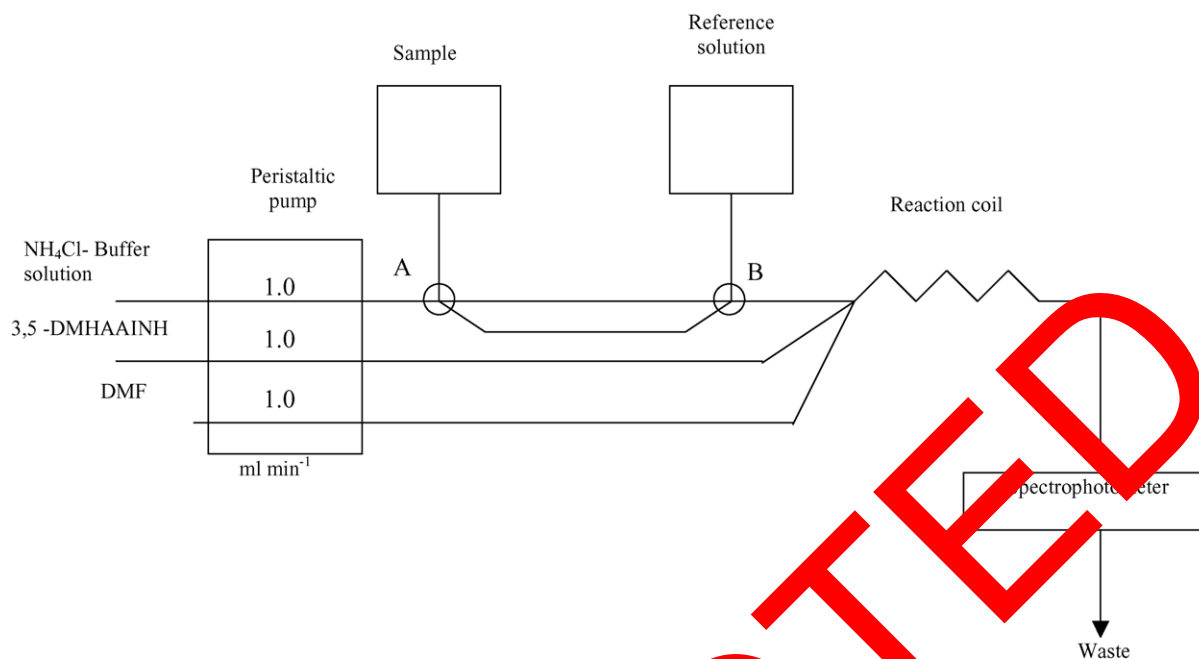 Reference
solution
Sample
Peristaltic
pump
Reaction coil
NH₄Cl- Buffer
solution
A
B
1.0
3,5 -DMHAAINH
1.0
DMF
1.0
ml min⁻¹
Spectrophotometer
Waste
TED